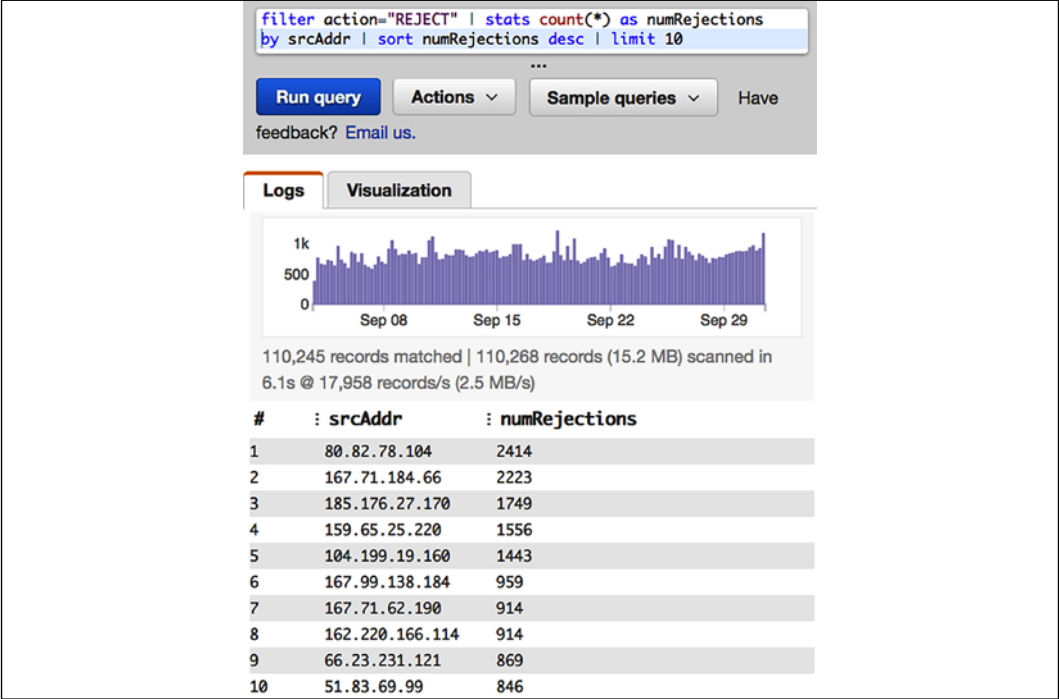 filter action="REJECT" | stats count(*) as numRejections
by srcAddr | sort numRejections desc | limit 10
...
Run query Actions Sample queries Have
feedback? Email us.
Logs Visualization
1k
500
0
Sep 08 Sep 15 Sep 22 Sep 29
110,245 records matched | 110,268 records (15.2 MB) scanned in
6.1s @ 17,958 records/s (2.5 MB/s)
# : srcAddr : numRejections
1 80.82.78.104 2414
2 167.71.184.66 2223
3 185.176.27.170 1749
4 159.65.25.220 1556
5 104.199.19.160 1443
6 167.99.138.184 959
7 167.71.62.190 914
8 162.220.166.114 914
9 66.23.231.121 869
10 51.83.69.99 846